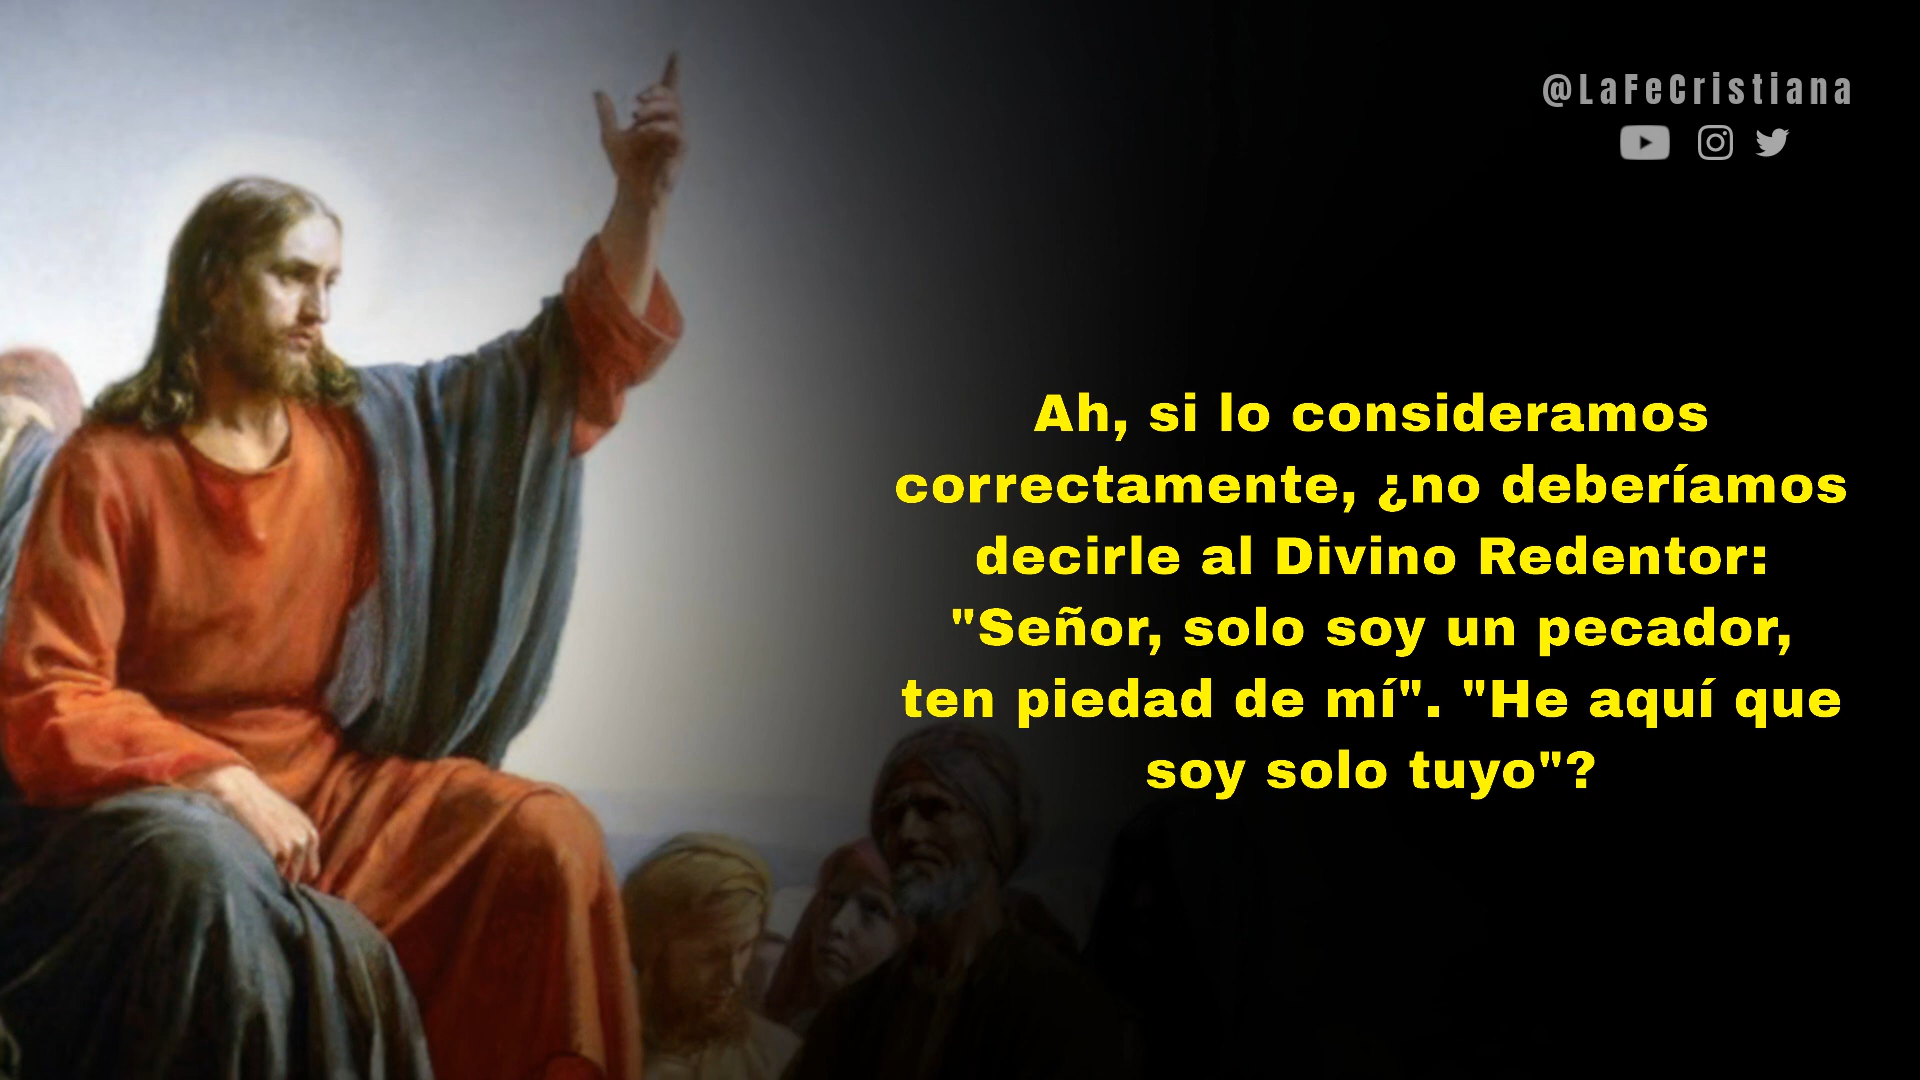 @LaFeCristiana
Ah, si lo consideramos
correctamente, ¿no deberíamos
decirle al Divino Redentor:
"Señor, solo soy un pecador,
ten piedad de mí". "He aquí que
soy solo tuyo"?